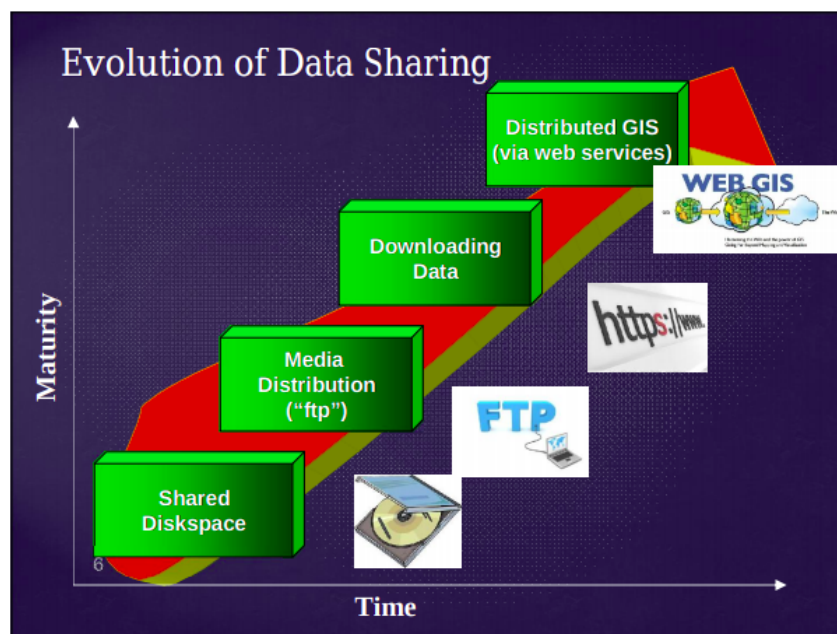 Evolution of Data Sharing
Distributed GIS
(via web services)
WEB GIS
Downloading
Data
https://www.
Maturity
Media
Distribution
(“ftp”)
FTP
Shared
Diskspace
6
Time